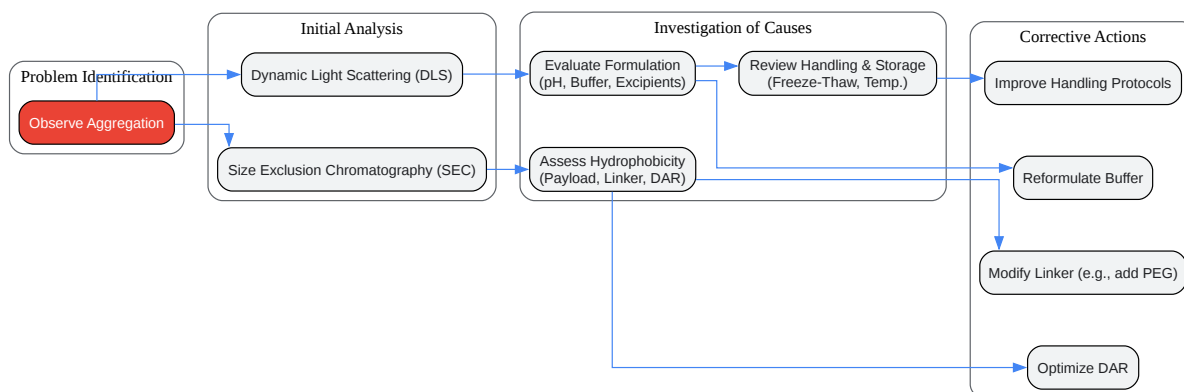 Problem Identification
Observe Aggregation
Initial Analysis
Dynamic Light Scattering (DLS)
Size Exclusion Chromatography (SEC)
Investigation of Causes
Evaluate Formulation
(pH, Buffer, Excipients)
Review Handling & Storage
(Freeze-Thaw, Temp.)
Assess Hydrophobicity
(Payload, Linker, DAR)
Corrective Actions
Improve Handling Protocols
Reformulate Buffer
Modify Linker (e.g., add PEG)
Optimize DAR